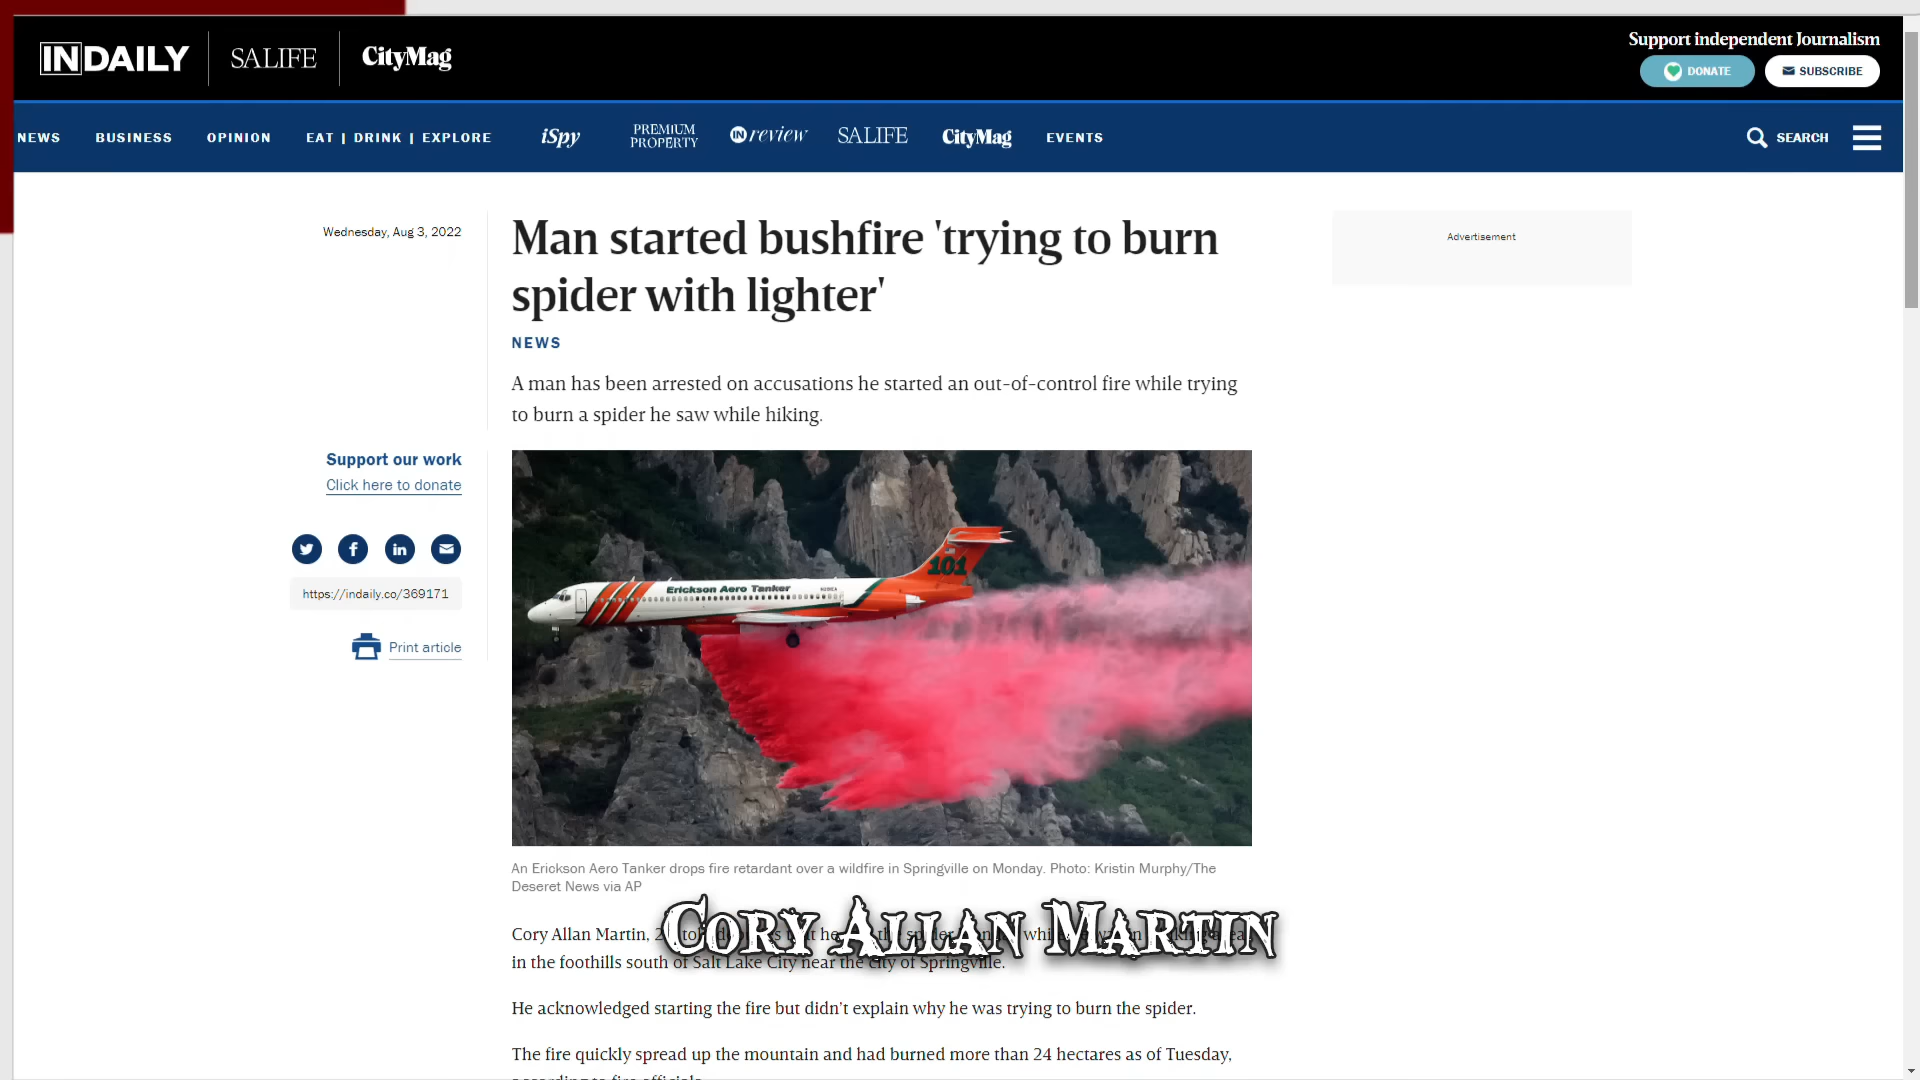 INDAILY
SALIFE
CityMag
Support independent Journalism
DONATE
SUBSCRIBE
NEWS
BUSINESS
OPINION
EAT | DRINK | EXPLORE
iSpy
PREMIUM
PROPERTY
IN review
SALIFE
CityMag
EVENTS
SEARCH
Wednesday, Aug 3, 2022
Man started bushfire 'trying to burn
spider with lighter'
Advertisement
NEWS
A man has been arrested on accusations he started an out-of-control fire while trying
to burn a spider he saw while hiking.
Support our work
Click here to donate
https://indaily.co/369171
Print article
101
Erickson Aero Tanker
An Erickson Aero Tanker drops fire retardant over a wildfire in Springville on Monday. Photo: Kristin Murphy/The
Deseret News via AP
Cory Allan Martin
Cory Allan Martin,
in the foothills south of Salt Lake City near the city of Springville.
He acknowledged starting the fire but didn't explain why he was trying to burn the spider.
The fire quickly spread up the mountain and had burned more than 24 hectares as of Tuesday,